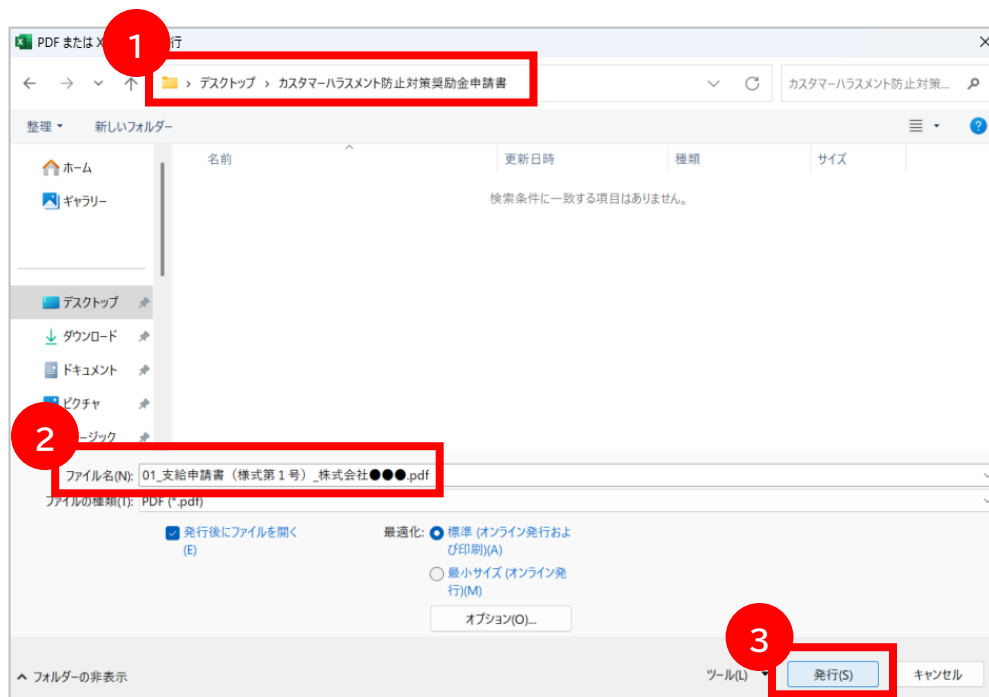 PDF または X
行
1
デスクトップ › カスタマーハラスメント防止対策奨励金申請書
カスタマーハラスメント防止対策...
整理
新しいフォルダー
ホーム
名前
更新日時
種類
サイズ
ギャラリー
検索条件に一致する項目はありません。
デスクトップ
ダウンロード
ドキュメント
ピクチャ
2
ージック
ファイル名(N): 01_支給申請書（様式第１号）_株式会社●●●.pdf
ファイルの種類(T): PDF (*.pdf)
発行後にファイルを開く
(E)
最適化:
標準 (オンライン発行およ
び印刷)(A)
最小サイズ (オンライン発
行)(M)
オプション(O)...
3
フォルダーの非表示
ツール(L)
発行(S)
キャンセル